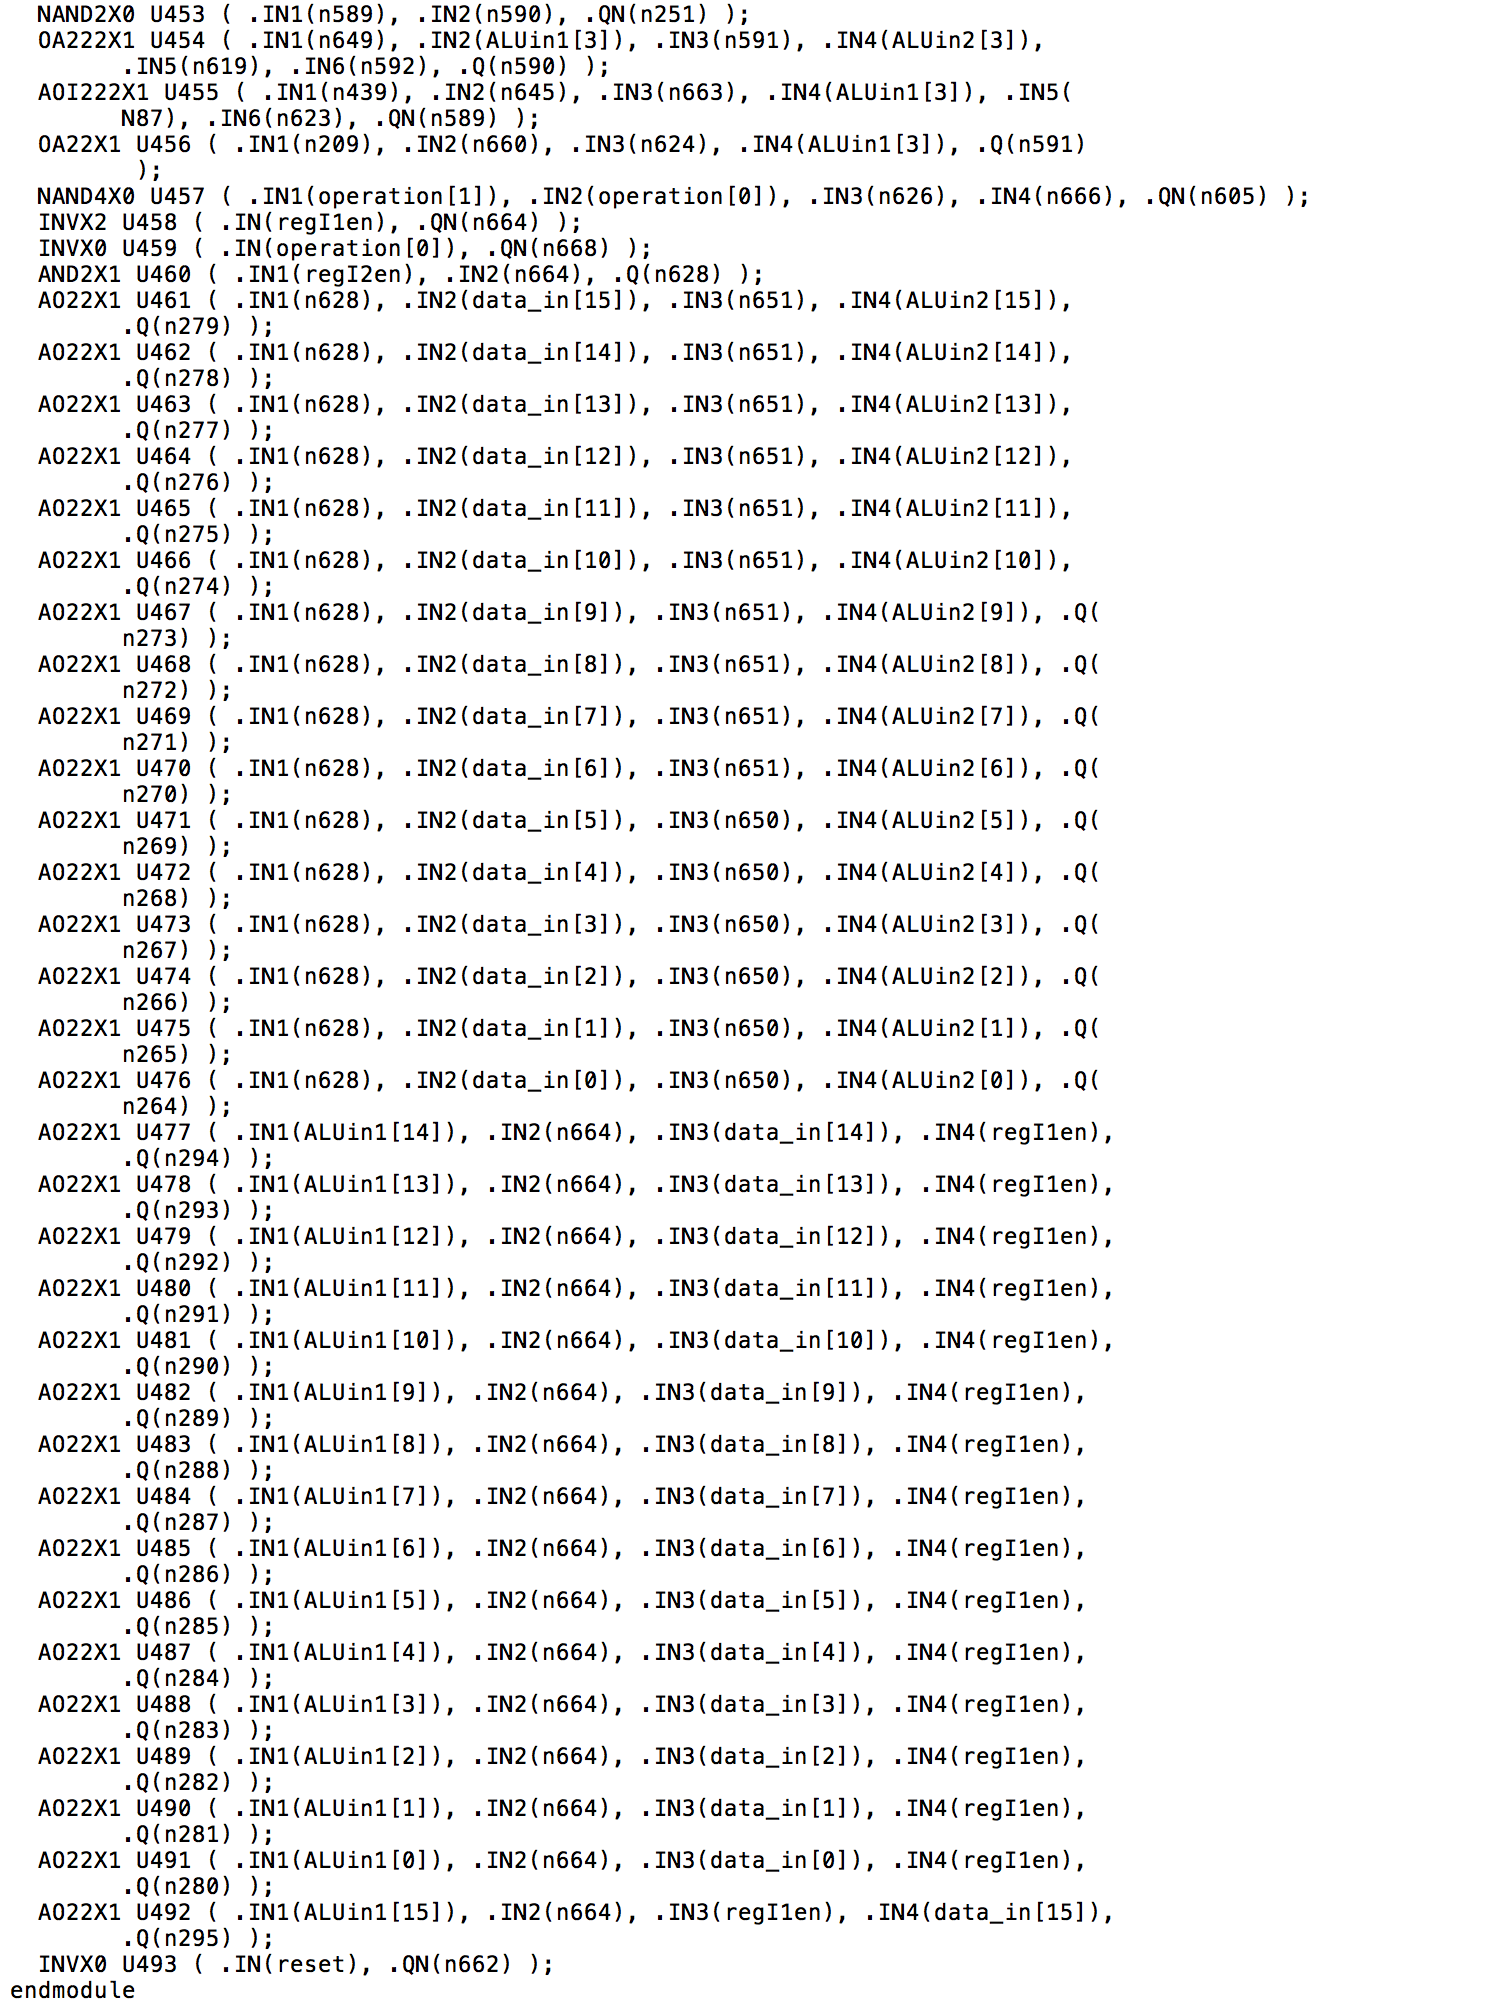 NAND2X0 U453 ( .IN1(n589), .IN2(n590), .QN(n251) );
OA222X1 U454 ( .IN1(n649), .IN2(ALUin1[3]), .IN3(n591), .IN4(ALUin2[3]),
.IN5(n619), .IN6(n592), .Q(n590) );
AOI222X1 U455 ( .IN1(n439), .IN2(n645), .IN3(n663), .IN4(ALUin1[3]), .IN5(
N87), .IN6(n623), .QN(n589) );
OA22X1 U456 ( .IN1(n209), .IN2(n660), .IN3(n624), .IN4(ALUin1[3]), .Q(n591)
);
NAND4X0 U457 ( .IN1(operation[1]), .IN2(operation[0]), .IN3(n626), .IN4(n666), .QN(n605) );
INVX2 U458 ( .IN(regI1en), .QN(n664) );
INVX0 U459 ( .IN(operation[0]), .QN(n668) );
AND2X1 U460 ( .IN1(regI2en), .IN2(n664), .Q(n628) );
AO22X1 U461 ( .IN1(n628), .IN2(data_in[15]), .IN3(n651), .IN4(ALUin2[15]),
.Q(n279) );
AO22X1 U462 ( .IN1(n628), .IN2(data_in[14]), .IN3(n651), .IN4(ALUin2[14]),
.Q(n278) );
AO22X1 U463 ( .IN1(n628), .IN2(data_in[13]), .IN3(n651), .IN4(ALUin2[13]),
.Q(n277) );
AO22X1 U464 ( .IN1(n628), .IN2(data_in[12]), .IN3(n651), .IN4(ALUin2[12]),
.Q(n276) );
AO22X1 U465 ( .IN1(n628), .IN2(data_in[11]), .IN3(n651), .IN4(ALUin2[11]),
.Q(n275) );
AO22X1 U466 ( .IN1(n628), .IN2(data_in[10]), .IN3(n651), .IN4(ALUin2[10]),
.Q(n274) );
AO22X1 U467 ( .IN1(n628), .IN2(data_in[9]), .IN3(n651), .IN4(ALUin2[9]), .Q(
n273) );
AO22X1 U468 ( .IN1(n628), .IN2(data_in[8]), .IN3(n651), .IN4(ALUin2[8]), .Q(
n272) );
AO22X1 U469 ( .IN1(n628), .IN2(data_in[7]), .IN3(n651), .IN4(ALUin2[7]), .Q(
n271) );
AO22X1 U470 ( .IN1(n628), .IN2(data_in[6]), .IN3(n651), .IN4(ALUin2[6]), .Q(
n270) );
AO22X1 U471 ( .IN1(n628), .IN2(data_in[5]), .IN3(n650), .IN4(ALUin2[5]), .Q(
n269) );
AO22X1 U472 ( .IN1(n628), .IN2(data_in[4]), .IN3(n650), .IN4(ALUin2[4]), .Q(
n268) );
AO22X1 U473 ( .IN1(n628), .IN2(data_in[3]), .IN3(n650), .IN4(ALUin2[3]), .Q(
n267) );
AO22X1 U474 ( .IN1(n628), .IN2(data_in[2]), .IN3(n650), .IN4(ALUin2[2]), .Q(
n266) );
AO22X1 U475 ( .IN1(n628), .IN2(data_in[1]), .IN3(n650), .IN4(ALUin2[1]), .Q(
n265) );
AO22X1 U476 ( .IN1(n628), .IN2(data_in[0]), .IN3(n650), .IN4(ALUin2[0]), .Q(
n264) );
AO22X1 U477 ( .IN1(ALUin1[14]), .IN2(n664), .IN3(data_in[14]), .IN4(regI1en),
.Q(n294) );
AO22X1 U478 ( .IN1(ALUin1[13]), .IN2(n664), .IN3(data_in[13]), .IN4(regI1en),
.Q(n293) );
AO22X1 U479 ( .IN1(ALUin1[12]), .IN2(n664), .IN3(data_in[12]), .IN4(regI1en),
.Q(n292) );
AO22X1 U480 ( .IN1(ALUin1[11]), .IN2(n664), .IN3(data_in[11]), .IN4(regI1en),
.Q(n291) );
AO22X1 U481 ( .IN1(ALUin1[10]), .IN2(n664), .IN3(data_in[10]), .IN4(regI1en),
.Q(n290) );
AO22X1 U482 ( .IN1(ALUin1[9]), .IN2(n664), .IN3(data_in[9]), .IN4(regI1en),
.Q(n289) );
AO22X1 U483 ( .IN1(ALUin1[8]), .IN2(n664), .IN3(data_in[8]), .IN4(regI1en),
.Q(n288) );
AO22X1 U484 ( .IN1(ALUin1[7]), .IN2(n664), .IN3(data_in[7]), .IN4(regI1en),
.Q(n287) );
AO22X1 U485 ( .IN1(ALUin1[6]), .IN2(n664), .IN3(data_in[6]), .IN4(regI1en),
.Q(n286) );
AO22X1 U486 ( .IN1(ALUin1[5]), .IN2(n664), .IN3(data_in[5]), .IN4(regI1en),
.Q(n285) );
AO22X1 U487 ( .IN1(ALUin1[4]), .IN2(n664), .IN3(data_in[4]), .IN4(regI1en),
.Q(n284) );
AO22X1 U488 ( .IN1(ALUin1[3]), .IN2(n664), .IN3(data_in[3]), .IN4(regI1en),
.Q(n283) );
AO22X1 U489 ( .IN1(ALUin1[2]), .IN2(n664), .IN3(data_in[2]), .IN4(regI1en),
.Q(n282) );
AO22X1 U490 ( .IN1(ALUin1[1]), .IN2(n664), .IN3(data_in[1]), .IN4(regI1en),
.Q(n281) );
AO22X1 U491 ( .IN1(ALUin1[0]), .IN2(n664), .IN3(data_in[0]), .IN4(regI1en),
.Q(n280) );
AO22X1 U492 ( .IN1(ALUin1[15]), .IN2(n664), .IN3(regI1en), .IN4(data_in[15]),
.Q(n295) );
INVX0 U493 ( .IN(reset), .QN(n662) );
endmodule